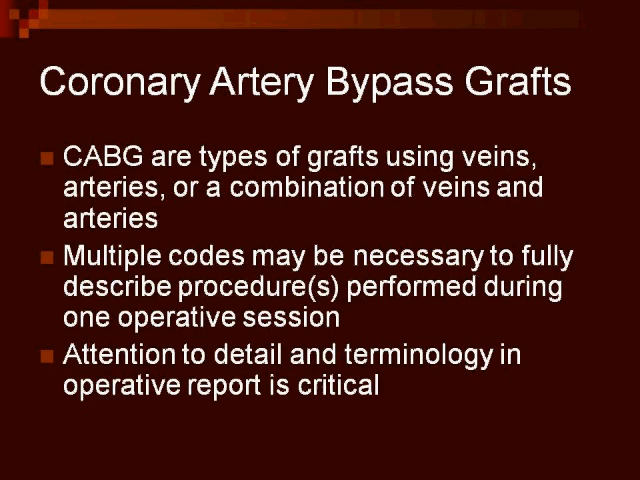 Coronary Artery Bypass Grafts
CABG are types of grafts using veins,
arteries, or a combination of veins and
arteries
Multiple codes may be necessary to fully
describe procedure(s) performed during
one operative session
Attention to detail and terminology in
operative report is critical